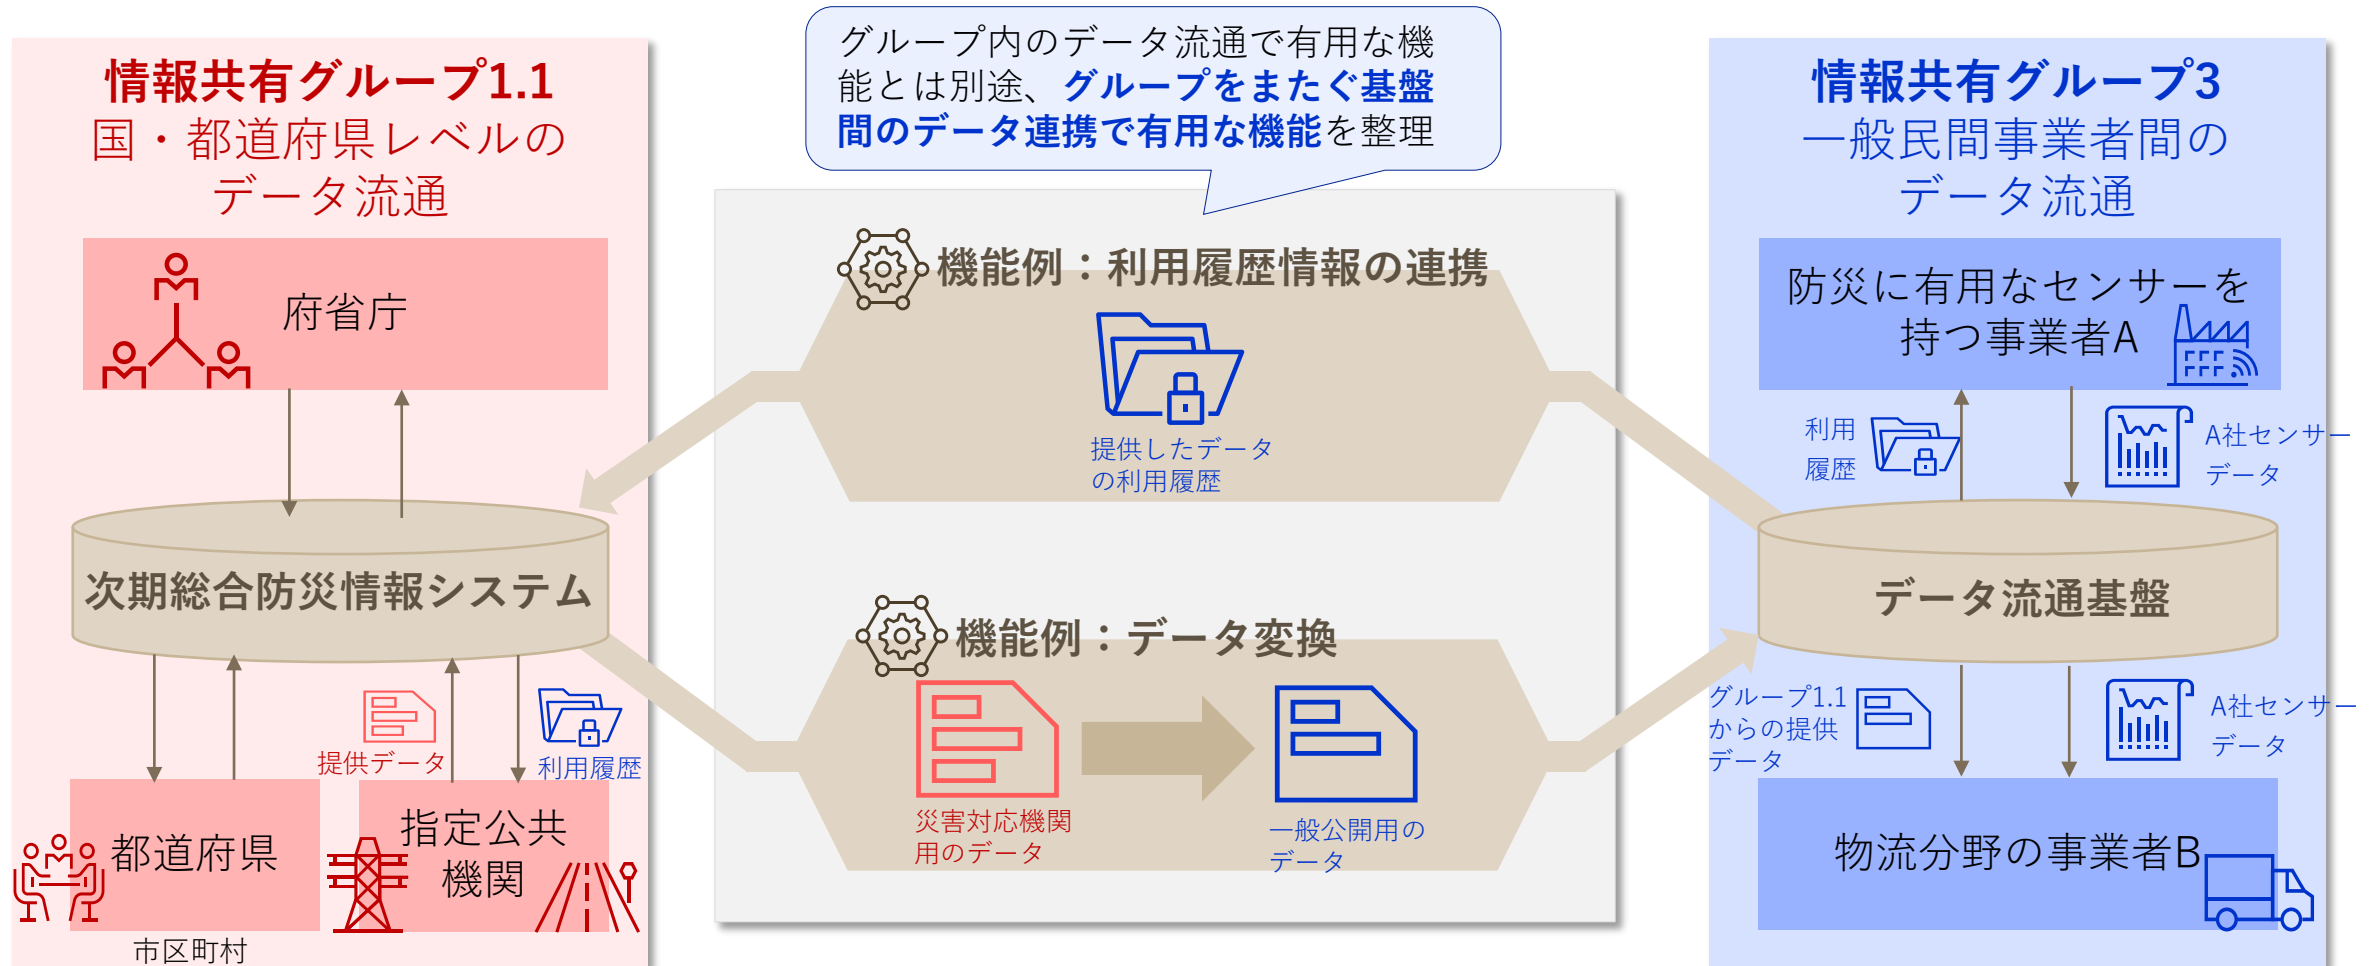 情報共有グループ1.1
国・都道府県レベルの
データ流通
府省庁
次期総合防災情報システム
提供データ
利用履歴
都道府県
指定公共
機関
市区町村
グループ内のデータ流通で有用な機
能とは別途、グループをまたぐ基盤
間のデータ連携で有用な機能を整理
機能例：利用履歴情報の連携
提供したデータ
の利用履歴
機能例：データ変換
災害対応機関
用のデータ
一般公開用の
データ
情報共有グループ3
一般民間事業者間の
データ流通
防災に有用なセンサーを
持つ事業者A
利用
履歴
A社センサー
データ
データ流通基盤
グループ1.1
からの提供
データ
A社センサー
データ
物流分野の事業者B